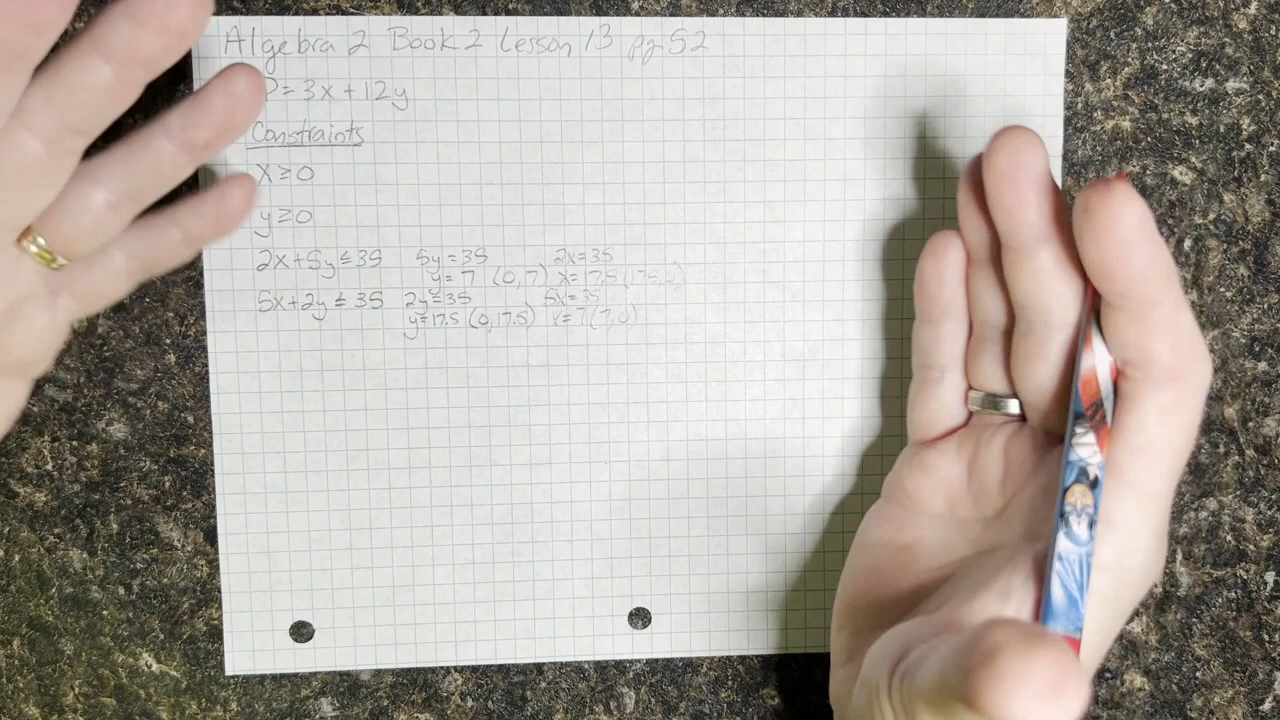 Algebra 2 Book 2 Lesson 13 pg 52
P = 3x + 12y
Constraints
x ≥ 0
y ≥ 0
2x + 5y ≤ 35 5y = 35 2x = 35
y = 7 (0,7) x = 17.5 (17.5,0)
5x + 2y ≤ 35 2y = 35 5x = 35
y = 17.5 (0,17.5) x = 7 (7,0)